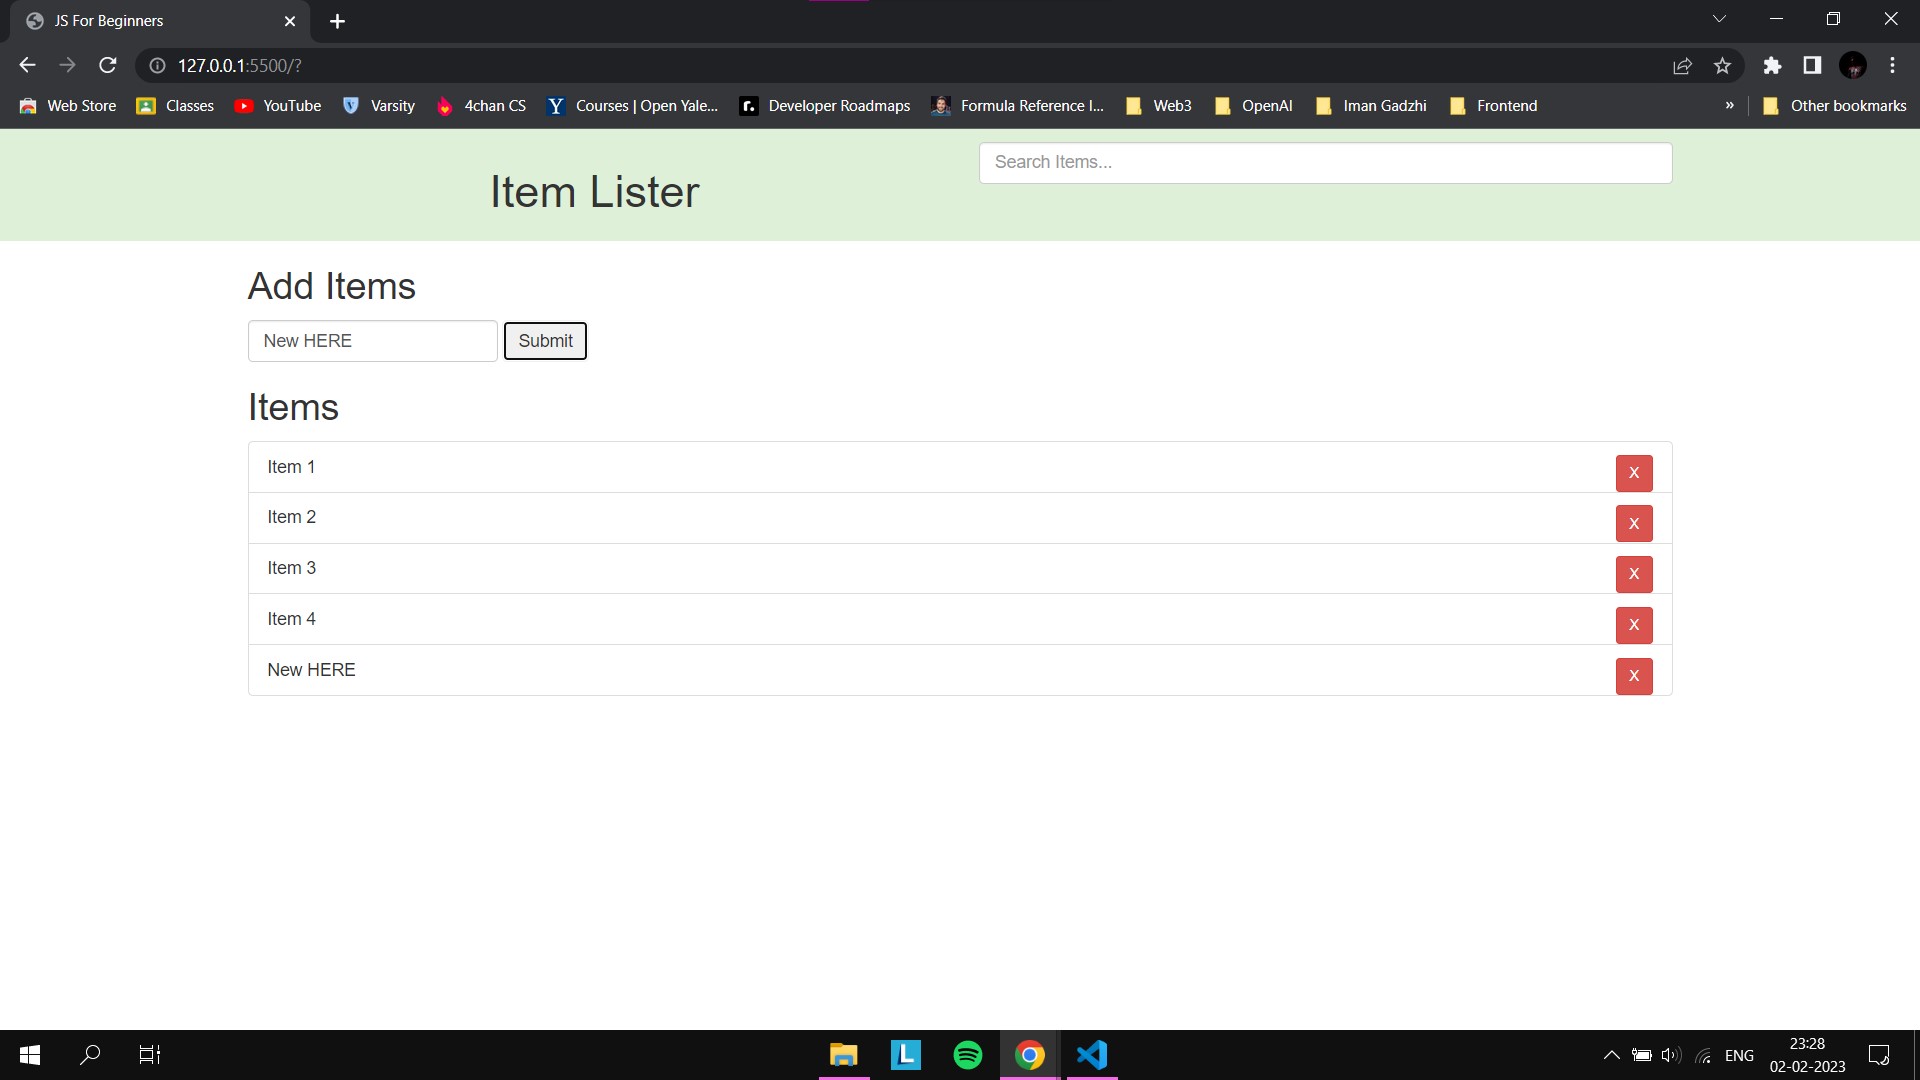 JS For Beginners
127.0.0.1:5500/?
Web Store Classes YouTube Varsity 4chan CS Y Courses | Open Yale... r. Developer Roadmaps Formula Reference I... Web3 OpenAI Iman Gadzhi Frontend » Other bookmarks
Search Items...
Item Lister
Add Items
New HERE Submit
Items
Item 1 X
Item 2 X
Item 3 X
Item 4 X
New HERE X
L ENG 23:28
02-02-2023